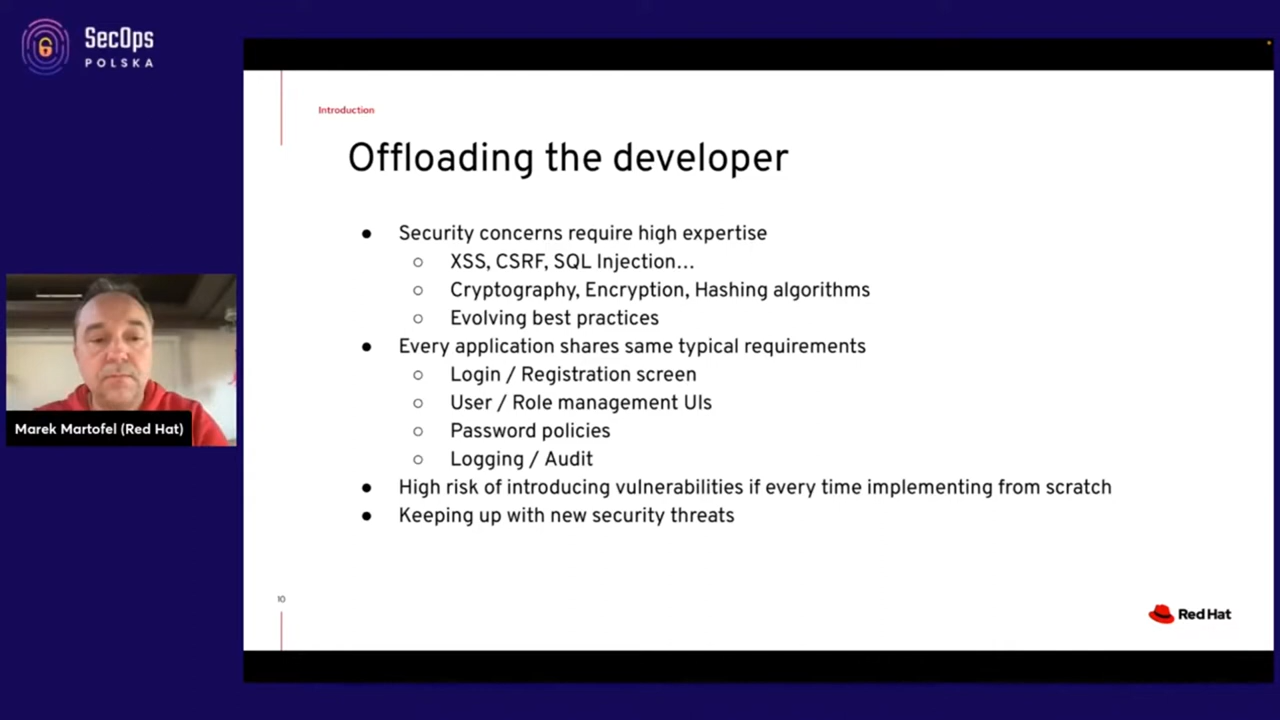 SecOps
POLSKA
Introduction
Offloading the developer
● Security concerns require high expertise
○ XSS, CSRF, SQL Injection…
○ Cryptography, Encryption, Hashing algorithms
○ Evolving best practices
● Every application shares same typical requirements
○ Login / Registration screen
○ User / Role management UIs
○ Password policies
○ Logging / Audit
● High risk of introducing vulnerabilities if every time implementing from scratch
● Keeping up with new security threats
Marek Martofel (Red Hat)
10
Red Hat